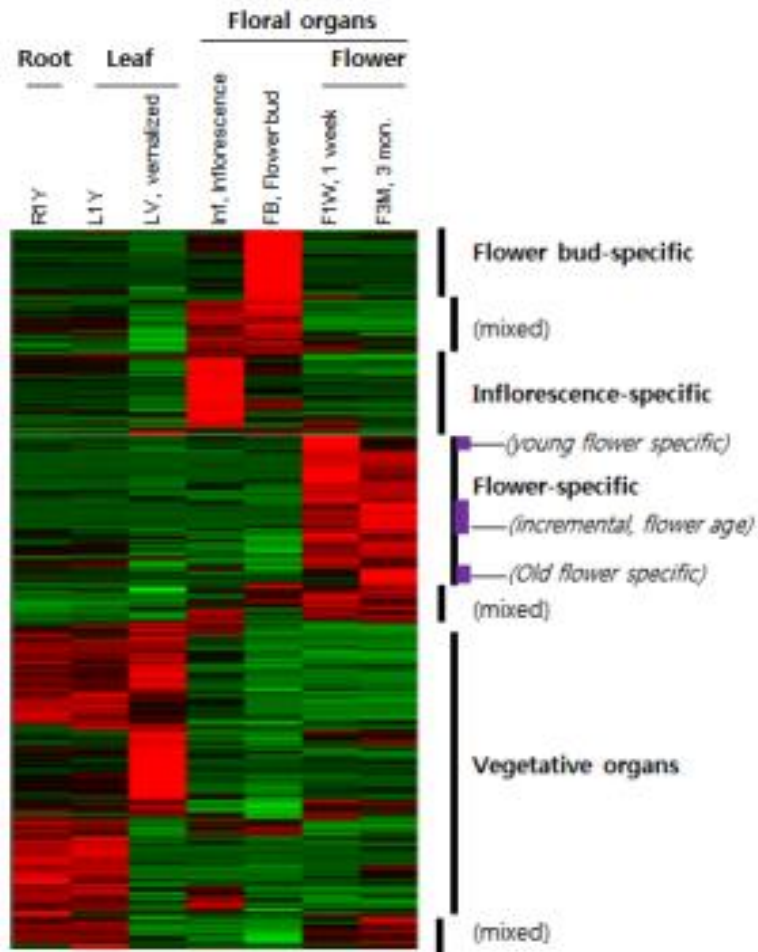 Floral organs
Root Leaf Flower
R1Y
L1Y
LV, vernalized
Inf, Inflorescence
FB, Flower bud
F1W, 1 week
F3M, 3 mon.
Flower bud-specific
(mixed)
Inflorescence-specific
(young flower specific)
Flower-specific
(incremental, flower age)
(Old flower specific)
(mixed)
Vegetative organs
(mixed)